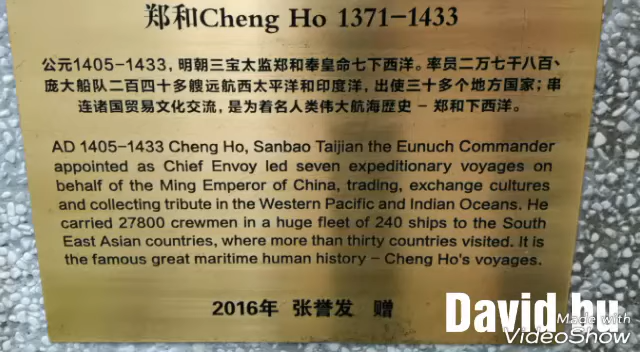 郑和Cheng Ho 1371-1433
公元1405-1433，明朝三宝太监郑和奉皇命七下西洋。率员二万七千八百、
庞大船队二百四十多艘远航西太平洋和印度洋，出使三十多个地方国家；串
连诸国贸易文化交流，是为着名人类伟大航海歷史 - 郑和下西洋。
AD 1405-1433 Cheng Ho, Sanbao Taijian the Eunuch Commander
appointed as Chief Envoy led seven expeditionary voyages on
behalf of the Ming Emperor of China, trading, exchange cultures
and collecting tribute in the Western Pacific and Indian Oceans. He
carried 27800 crewmen in a huge fleet of 240 ships to the South
East Asian countries, where more than thirty countries visited. It is
the famous great maritime human history - Cheng Ho's voyages.
2016年 张誉发 赠
David hu
Made with
VideoShow